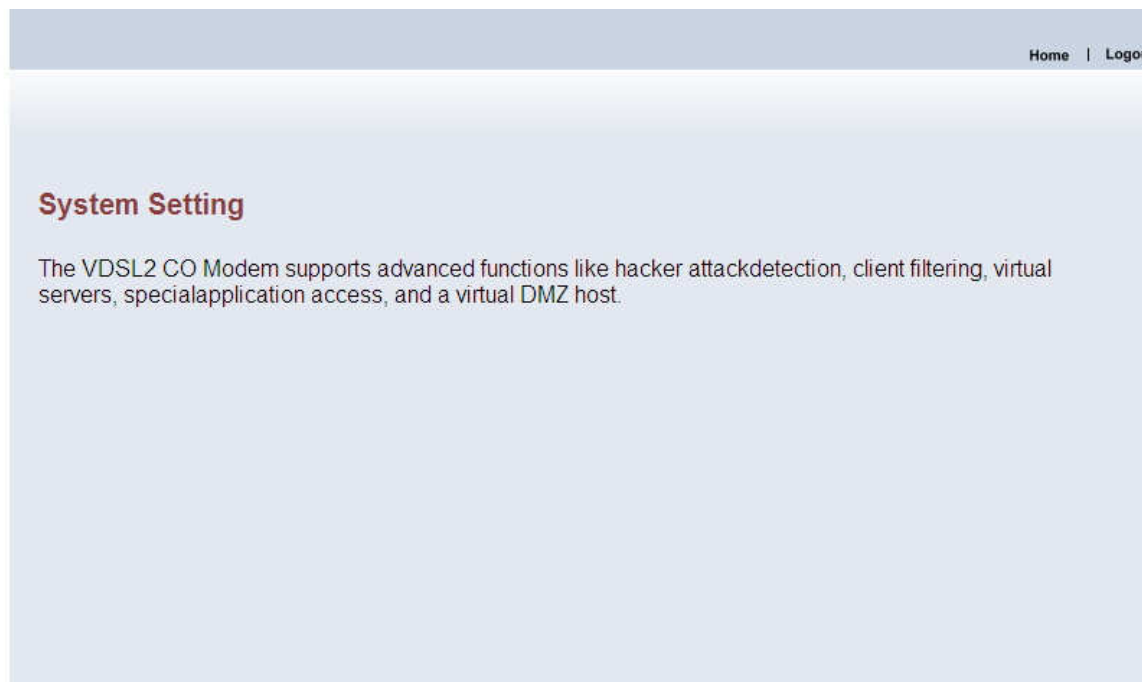 Home | Logo
System Setting
The VDSL2 CO Modem supports advanced functions like hacker attackdetection, client filtering, virtual
servers, specialapplication access, and a virtual DMZ host.